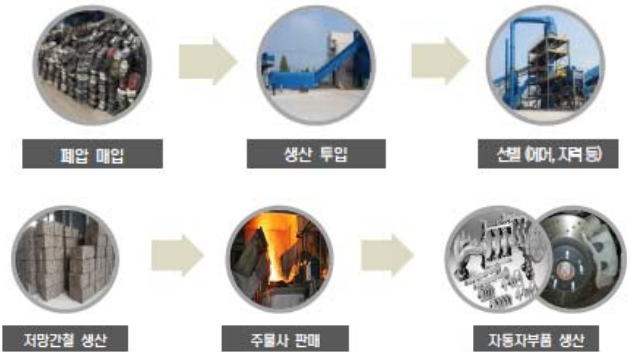 폐압 매입
생산 투입
선별 (에어, 자력 등)
저망간철 생산
주물사 판매
자동차부품 생산